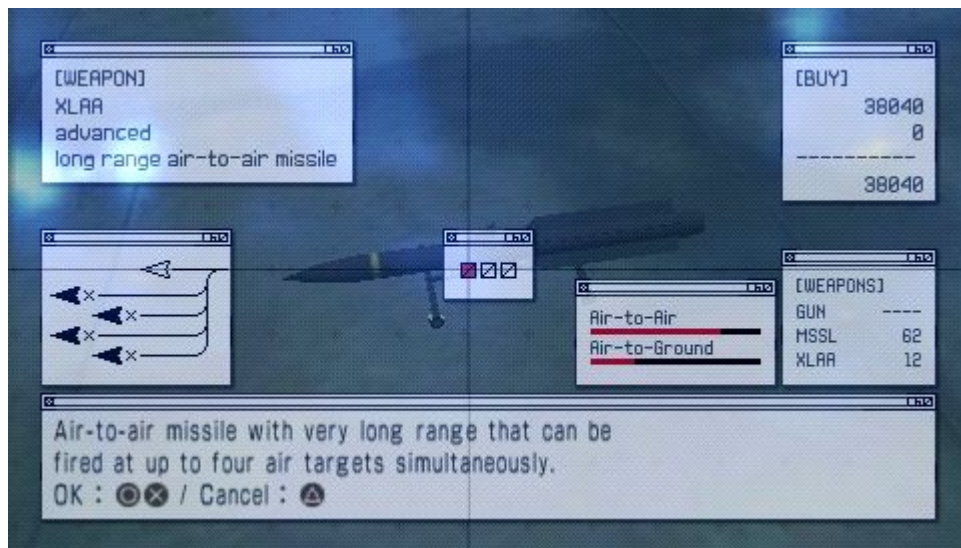 [WEAPON]
XLAA
advanced
long range air-to-air missile
[BUY]
38040
0
----------
38040
Air-to-Air
Air-to-Ground
[WEAPONS]
GUN ----
MSSL 62
XLAA 12
Air-to-air missile with very long range that can be
fired at up to four air targets simultaneously.
OK : / Cancel :